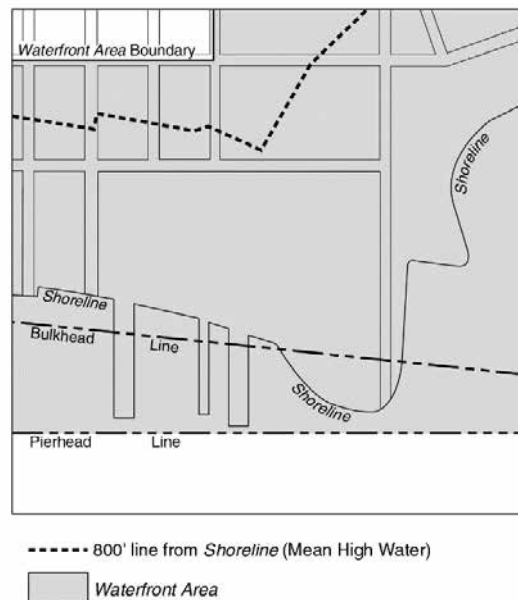 Waterfront Area Boundary
Shoreline
Shoreline
Bulkhead Line
Shoreline
Pierhead Line
800' line from Shoreline (Mean High Water)
Waterfront Area